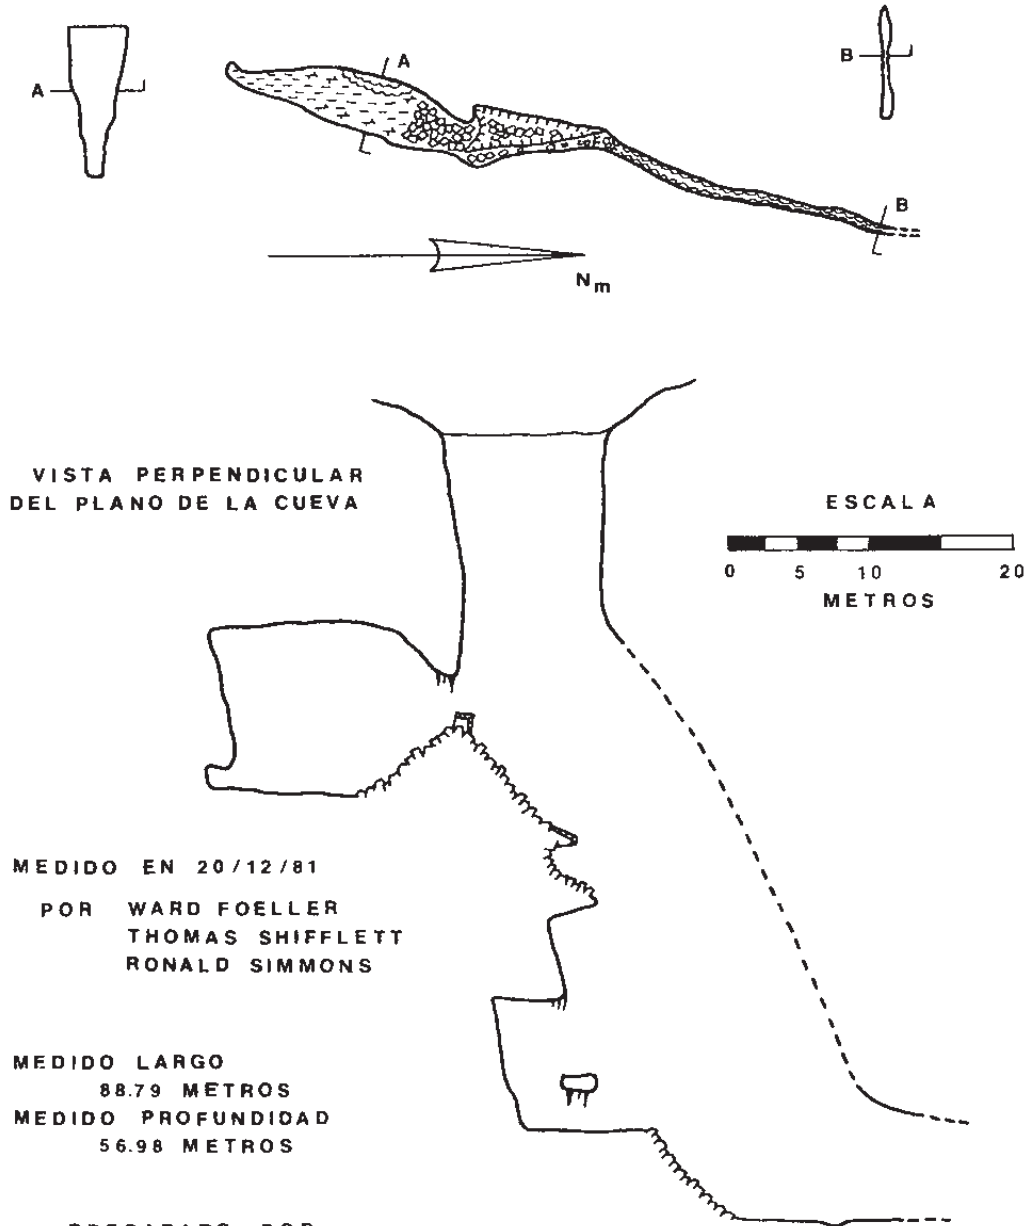 A
A
B
B
Nm
VISTA PERPENDICULAR
DEL PLANO DE LA CUEVA
ESCALA
0 5 10 20
METROS
MEDIDO EN 20/12/81
POR WARD FOELLER
THOMAS SHIFFLETT
RONALD SIMMONS
MEDIDO LARGO
88.79 METROS
MEDIDO PROFUNDIDAD
56.98 METROS